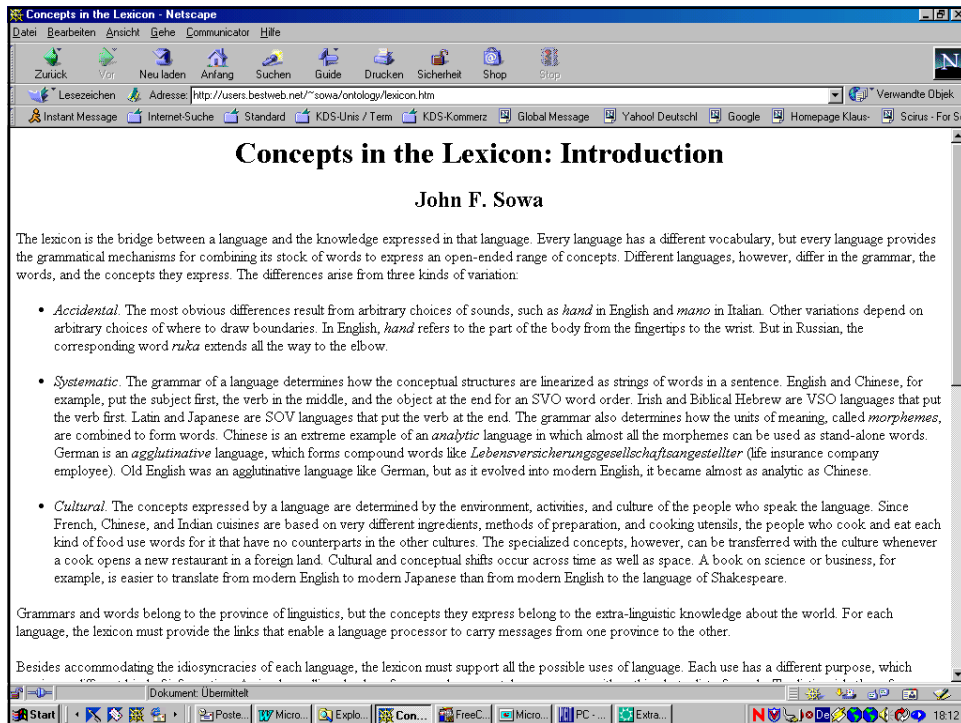 Concepts in the Lexicon - Netscape
Datei Bearbeiten Ansicht Gehe Communicator Hilfe
Zurück Vor Neu laden Anfang Suchen Guide Drucken Sicherheit Shop Stop
Lesezeichen Adresse: http://users.bestweb.net/~sowa/ontology/lexicon.htm Verwandte Objek
Instant Message Internet-Suche Standard KDS-Unis / Term KDS-Kommerz Global Message Yahoo! Deutschl Google Homepage Klaus- Scirus - For S
Concepts in the Lexicon: Introduction
John F. Sowa
The lexicon is the bridge between a language and the knowledge expressed in that language. Every language has a different vocabulary, but every language provides
the grammatical mechanisms for combining its stock of words to express an open-ended range of concepts. Different languages, however, differ in the grammar, the
words, and the concepts they express. The differences arise from three kinds of variation:
• Accidental. The most obvious differences result from arbitrary choices of sounds, such as hand in English and mano in Italian. Other variations depend on
arbitrary choices of where to draw boundaries. In English, hand refers to the part of the body from the fingertips to the wrist. But in Russian, the
corresponding word ruka extends all the way to the elbow.
• Systematic. The grammar of a language determines how the conceptual structures are linearized as strings of words in a sentence. English and Chinese, for
example, put the subject first, the verb in the middle, and the object at the end for an SVO word order. Irish and Biblical Hebrew are VSO languages that put
the verb first. Latin and Japanese are SOV languages that put the verb at the end. The grammar also determines how the units of meaning, called morphemes,
are combined to form words. Chinese is an extreme example of an analytic language in which almost all the morphemes can be used as stand-alone words.
German is an agglutinative language, which forms compound words like Lebensversicherungsgesellschaftsangestellter (life insurance company
employee). Old English was an agglutinative language like German, but as it evolved into modern English, it became almost as analytic as Chinese.
• Cultural. The concepts expressed by a language are determined by the environment, activities, and culture of the people who speak the language. Since
French, Chinese, and Indian cuisines are based on very different ingredients, methods of preparation, and cooking utensils, the people who cook and eat each
kind of food use words for it that have no counterparts in the other cultures. The specialized concepts, however, can be transferred with the culture whenever
a cook opens a new restaurant in a foreign land. Cultural and conceptual shifts occur across time as well as space. A book on science or business, for
example, is easier to translate from modern English to modern Japanese than from modern English to the language of Shakespeare.
Grammars and words belong to the province of linguistics, but the concepts they express belong to the extra-linguistic knowledge about the world. For each
language, the lexicon must provide the links that enable a language processor to carry messages from one province to the other.
Besides accommodating the idiosyncracies of each language, the lexicon must support all the possible uses of language. Each use has a different purpose, which
Dokument: Übermittelt
Start Poste... Micro... Explo... Con... FreeC... Micro... PC - ... Extra... 18:12